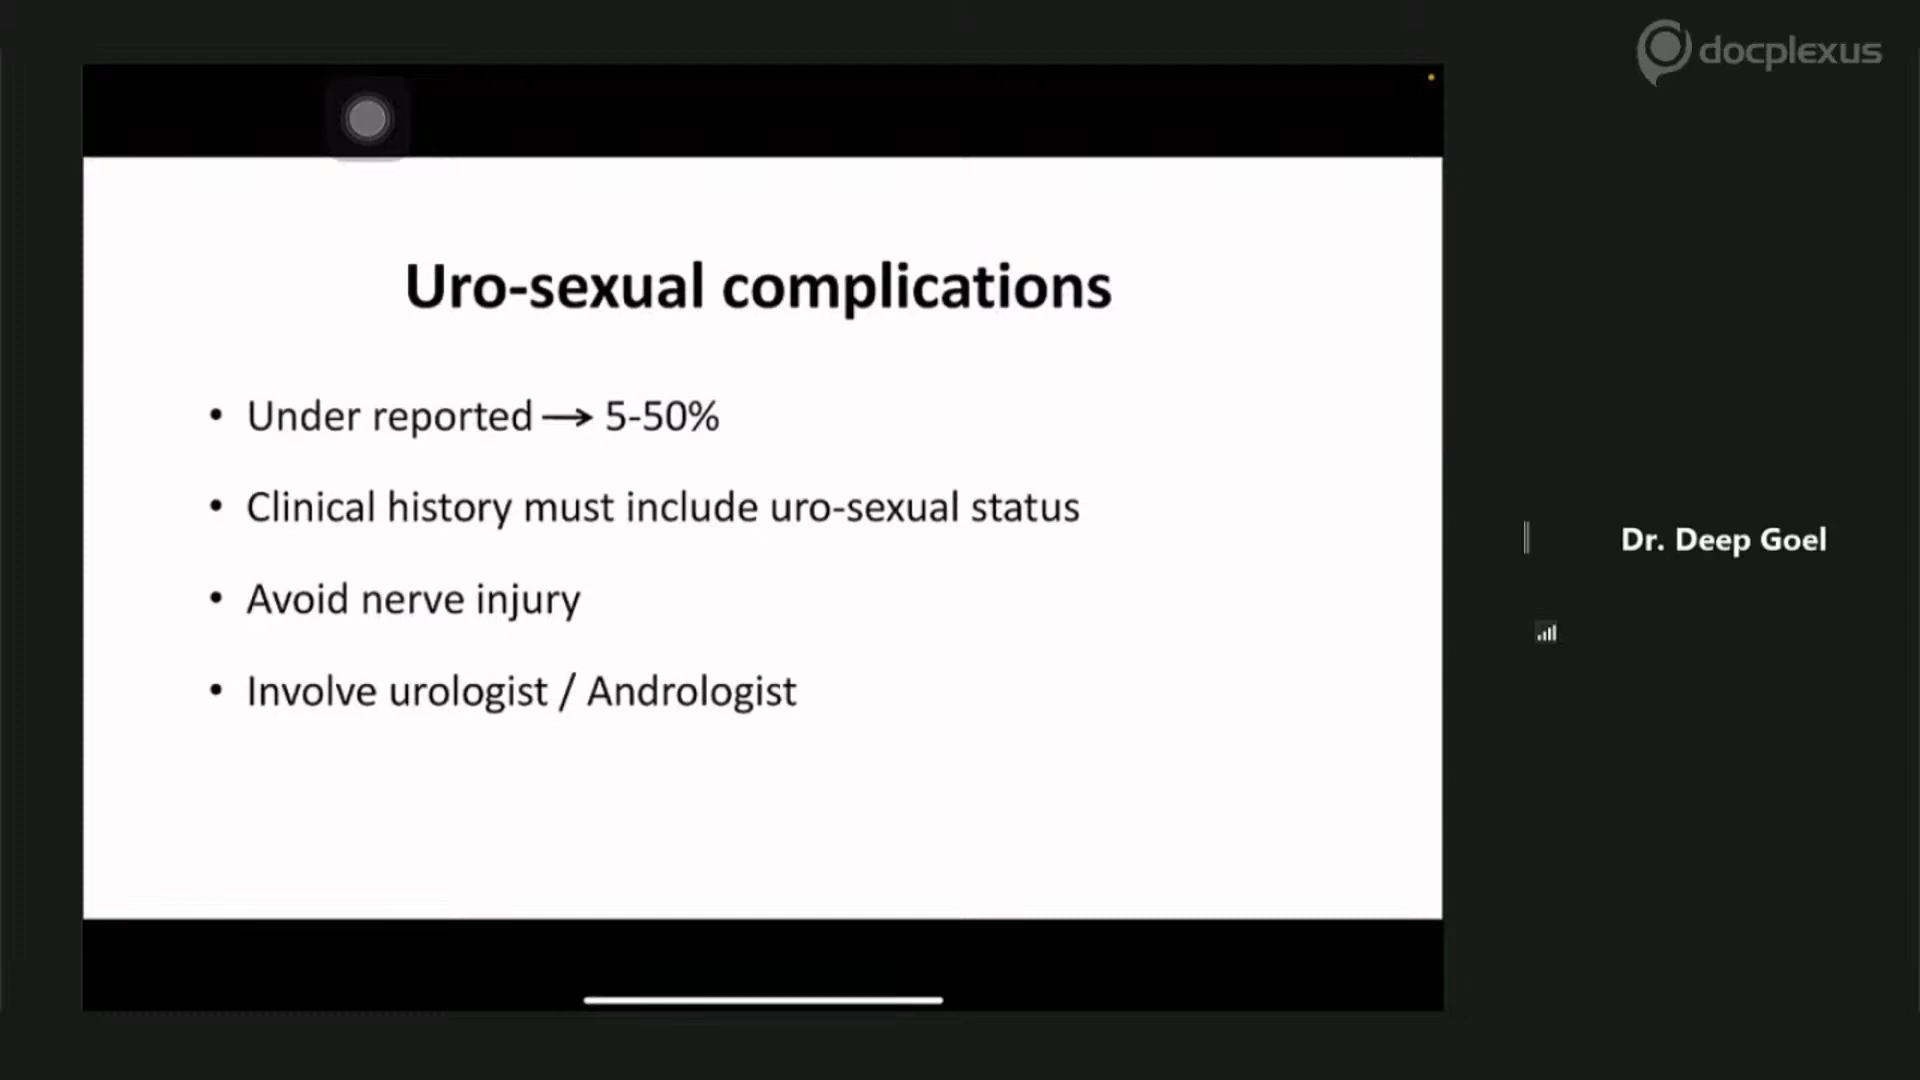 docplexus
Uro-sexual complications
• Under reported → 5-50%
• Clinical history must include uro-sexual status
• Avoid nerve injury
• Involve urologist / Andrologist
Dr. Deep Goel